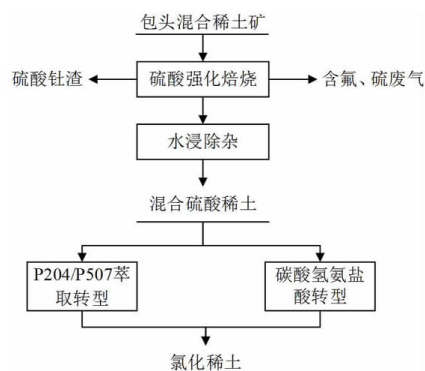 包头混合稀土矿
硫酸钍渣
硫酸强化焙烧
含氟、硫废气
水浸除杂
混合硫酸稀土
P204/P507萃
取转型
碳酸氢氨盐
酸转型
氯化稀土